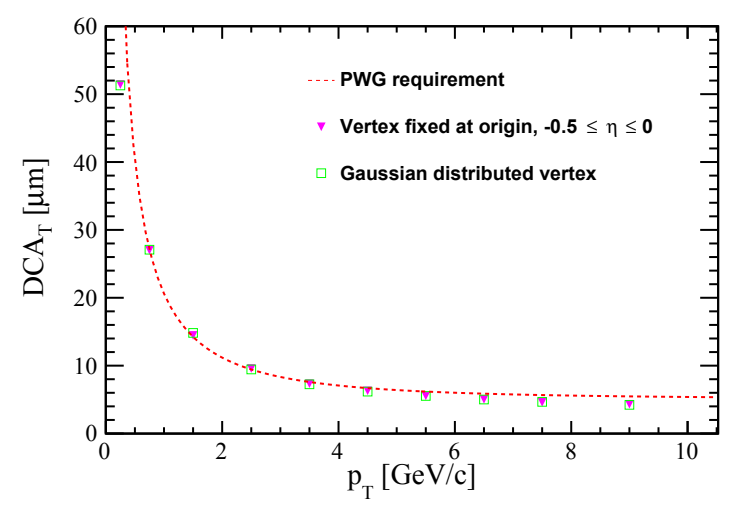 60
50
40
30
20
10
0
DCA_T [μm]
PWG requirement
Vertex fixed at origin, -0.5 ≤ η ≤ 0
Gaussian distributed vertex
0 2 4 6 8 10
p_T [GeV/c]